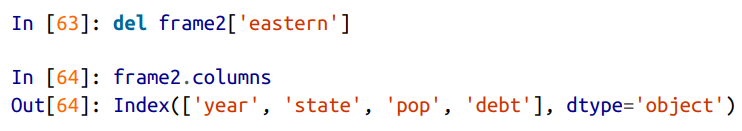 In [63]: del frame2['eastern']
In [64]: frame2.columns
Out[64]: Index(['year', 'state', 'pop', 'debt'], dtype='object')